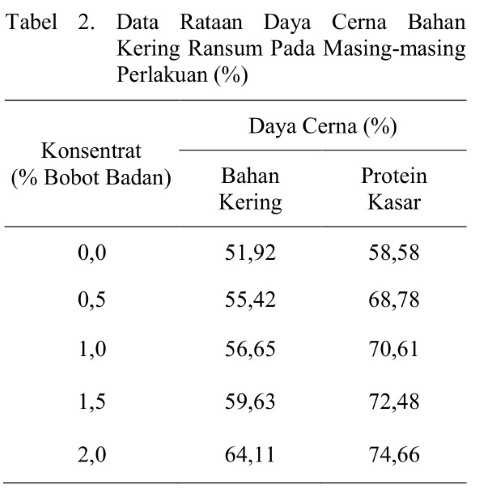 Tabel 2. Data Rataan Daya Cerna Bahan
Kering Ransum Pada Masing-masing
Perlakuan (%)
Konsentrat
(% Bobot Badan)
Daya Cerna (%)
Bahan
Kering
Protein
Kasar
0,0 51,92 58,58
0,5 55,42 68,78
1,0 56,65 70,61
1,5 59,63 72,48
2,0 64,11 74,66